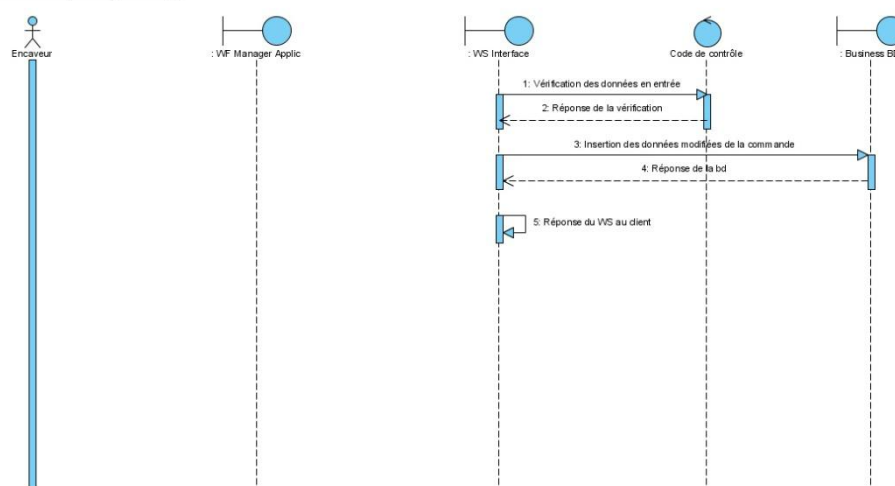 Encaveur
: WF Manager Applic
: WS Interface
Code de contrôle
: Business BD
1: Vérification des données en entrée
2: Réponse de la vérification
3: Insertion des données modifiées de la commande
4: Réponse de la bd
5: Réponse du WS au client